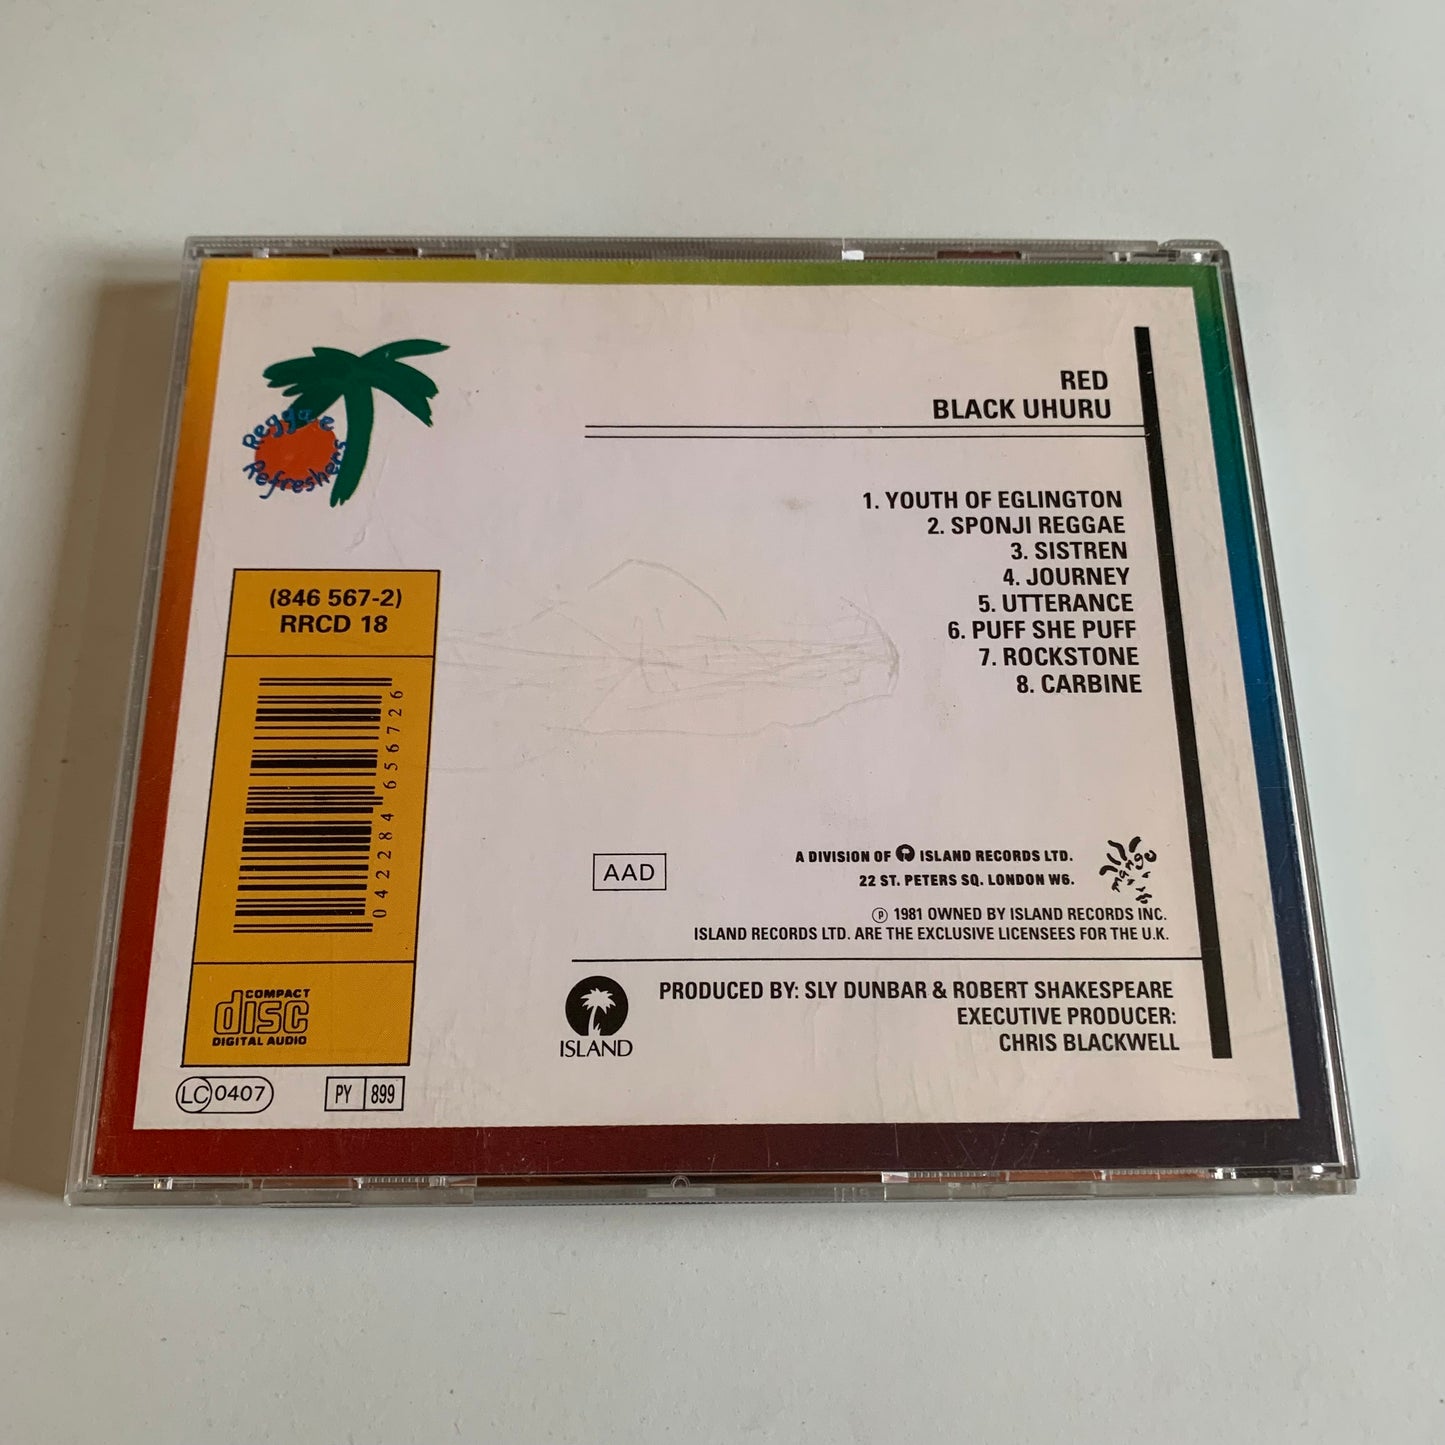 Reggae
Refreshers
RED
BLACK UHURU
1. YOUTH OF EGLINGTON
2. SPONJI REGGAE
3. SISTREN
4. JOURNEY
5. UTTERANCE
6. PUFF SHE PUFF
7. ROCKSTONE
8. CARBINE
(846 567-2)
RRCD 18
042284656726
COMPACT
disc
DIGITAL AUDIO
LC 0407
PY 899
AAD
A DIVISION OF ISLAND RECORDS LTD.
22 ST. PETERS SQ. LONDON W6.
mango
℗ 1981 OWNED BY ISLAND RECORDS INC.
ISLAND RECORDS LTD. ARE THE EXCLUSIVE LICENSEES FOR THE U.K.
ISLAND
PRODUCED BY: SLY DUNBAR & ROBERT SHAKESPEARE
EXECUTIVE PRODUCER:
CHRIS BLACKWELL